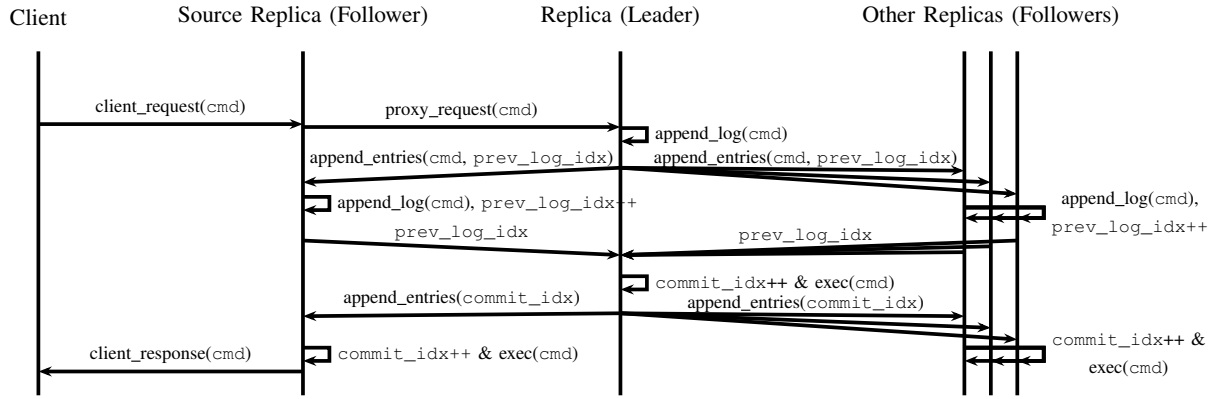 Client
Source Replica (Follower)
Replica (Leader)
Other Replicas (Followers)
client_request(cmd)
proxy_request(cmd)
append_log(cmd)
append_entries(cmd, prev_log_idx)
append_entries(cmd, prev_log_idx)
append_log(cmd), prev_log_idx++
append_log(cmd),
prev_log_idx++
prev_log_idx
prev_log_idx
commit_idx++ & exec(cmd)
append_entries(commit_idx)
append_entries(commit_idx)
client_response(cmd)
commit_idx++ & exec(cmd)
commit_idx++ &
exec(cmd)